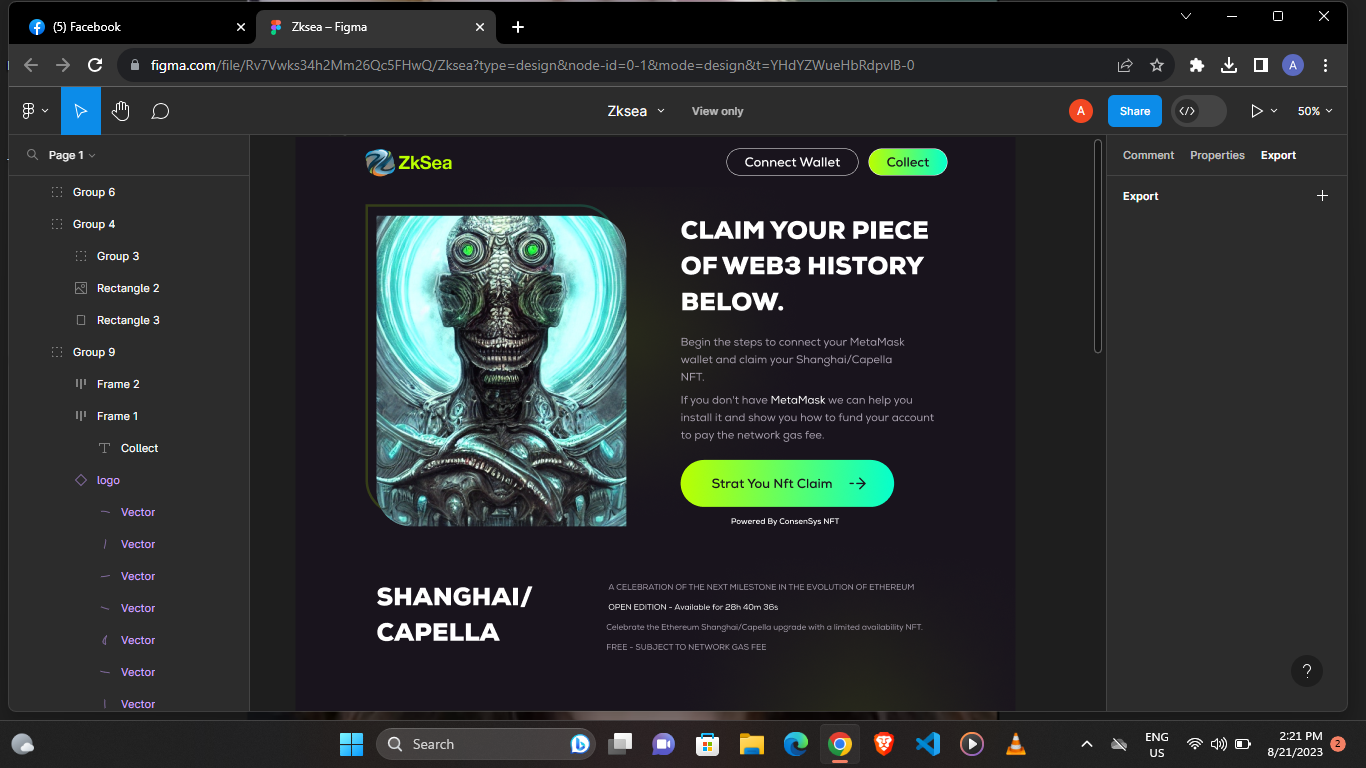 (5) Facebook
Zksea – Figma
figma.com/file/Rv7Vwks34h2Mm26Qc5FHwQ/Zksea?type=design&node-id=0-1&mode=design&t=YHdYZWueHbRdpvIB-0
A
Zksea
View only
A
Share
50%
Page 1
Group 6
Group 4
Group 3
Rectangle 2
Rectangle 3
Group 9
Frame 2
Frame 1
Collect
logo
Vector
Vector
Vector
Vector
Vector
Vector
Vector
ZkSea
Connect Wallet
Collect
CLAIM YOUR PIECE
OF WEB3 HISTORY
BELOW.
Begin the steps to connect your MetaMask
wallet and claim your Shanghai/Capella
NFT.
If you don't have MetaMask we can help you
install it and show you how to fund your account
to pay the network gas fee.
Strat You Nft Claim
Powered By ConsenSys NFT
SHANGHAI/
CAPELLA
A CELEBRATION OF THE NEXT MILESTONE IN THE EVOLUTION OF ETHEREUM
OPEN EDITION - Available for 28h 40m 36s
Celebrate the Ethereum Shanghai/Capella upgrade with a limited availability NFT.
FREE - SUBJECT TO NETWORK GAS FEE
Comment
Properties
Export
Export
?
Search
ENG
US
2:21 PM
8/21/2023
2